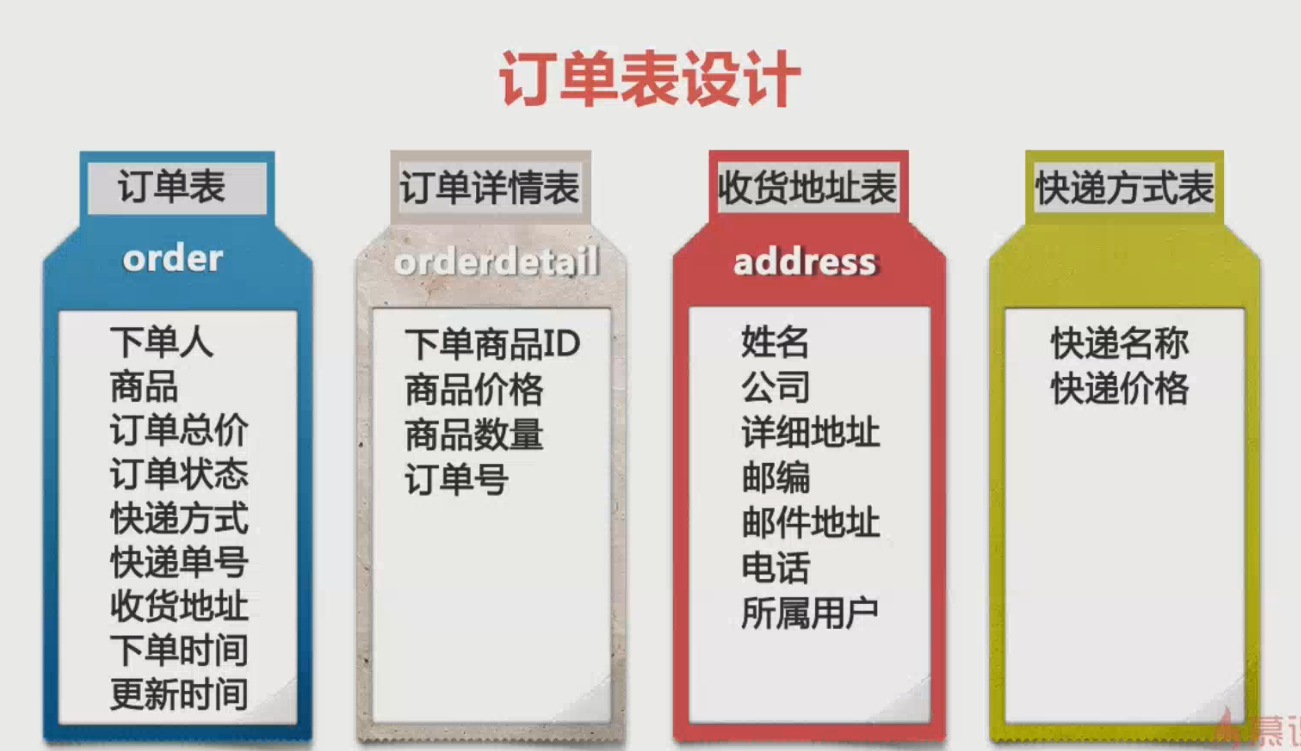 订单表设计
订单表
order
下单人
商品
订单总价
订单状态
快递方式
快递单号
收货地址
下单时间
更新时间
订单详情表
orderdetail
下单商品ID
商品价格
商品数量
订单号
收货地址表
address
姓名
公司
详细地址
邮编
邮件地址
电话
所属用户
快递方式表
快递名称
快递价格